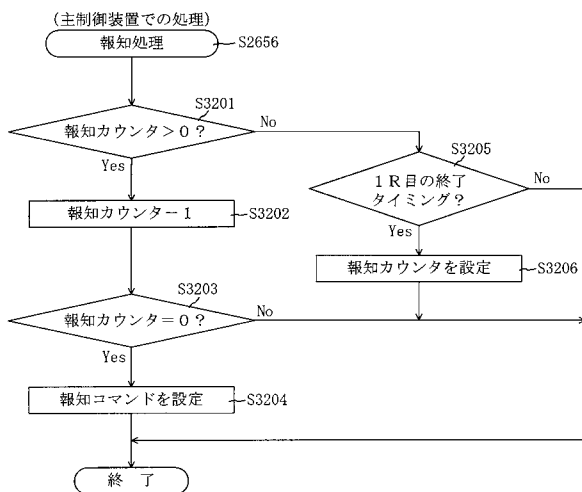 (主制御装置での処理)
報知処理
S2656
S3201
報知カウンタ>0?
No
Yes
S3205
1R目の終了
タイミング?
No
Yes
報知カウンター1
S3202
報知カウンタを設定
S3206
S3203
報知カウンタ=0?
No
Yes
報知コマンドを設定
S3204
終 了